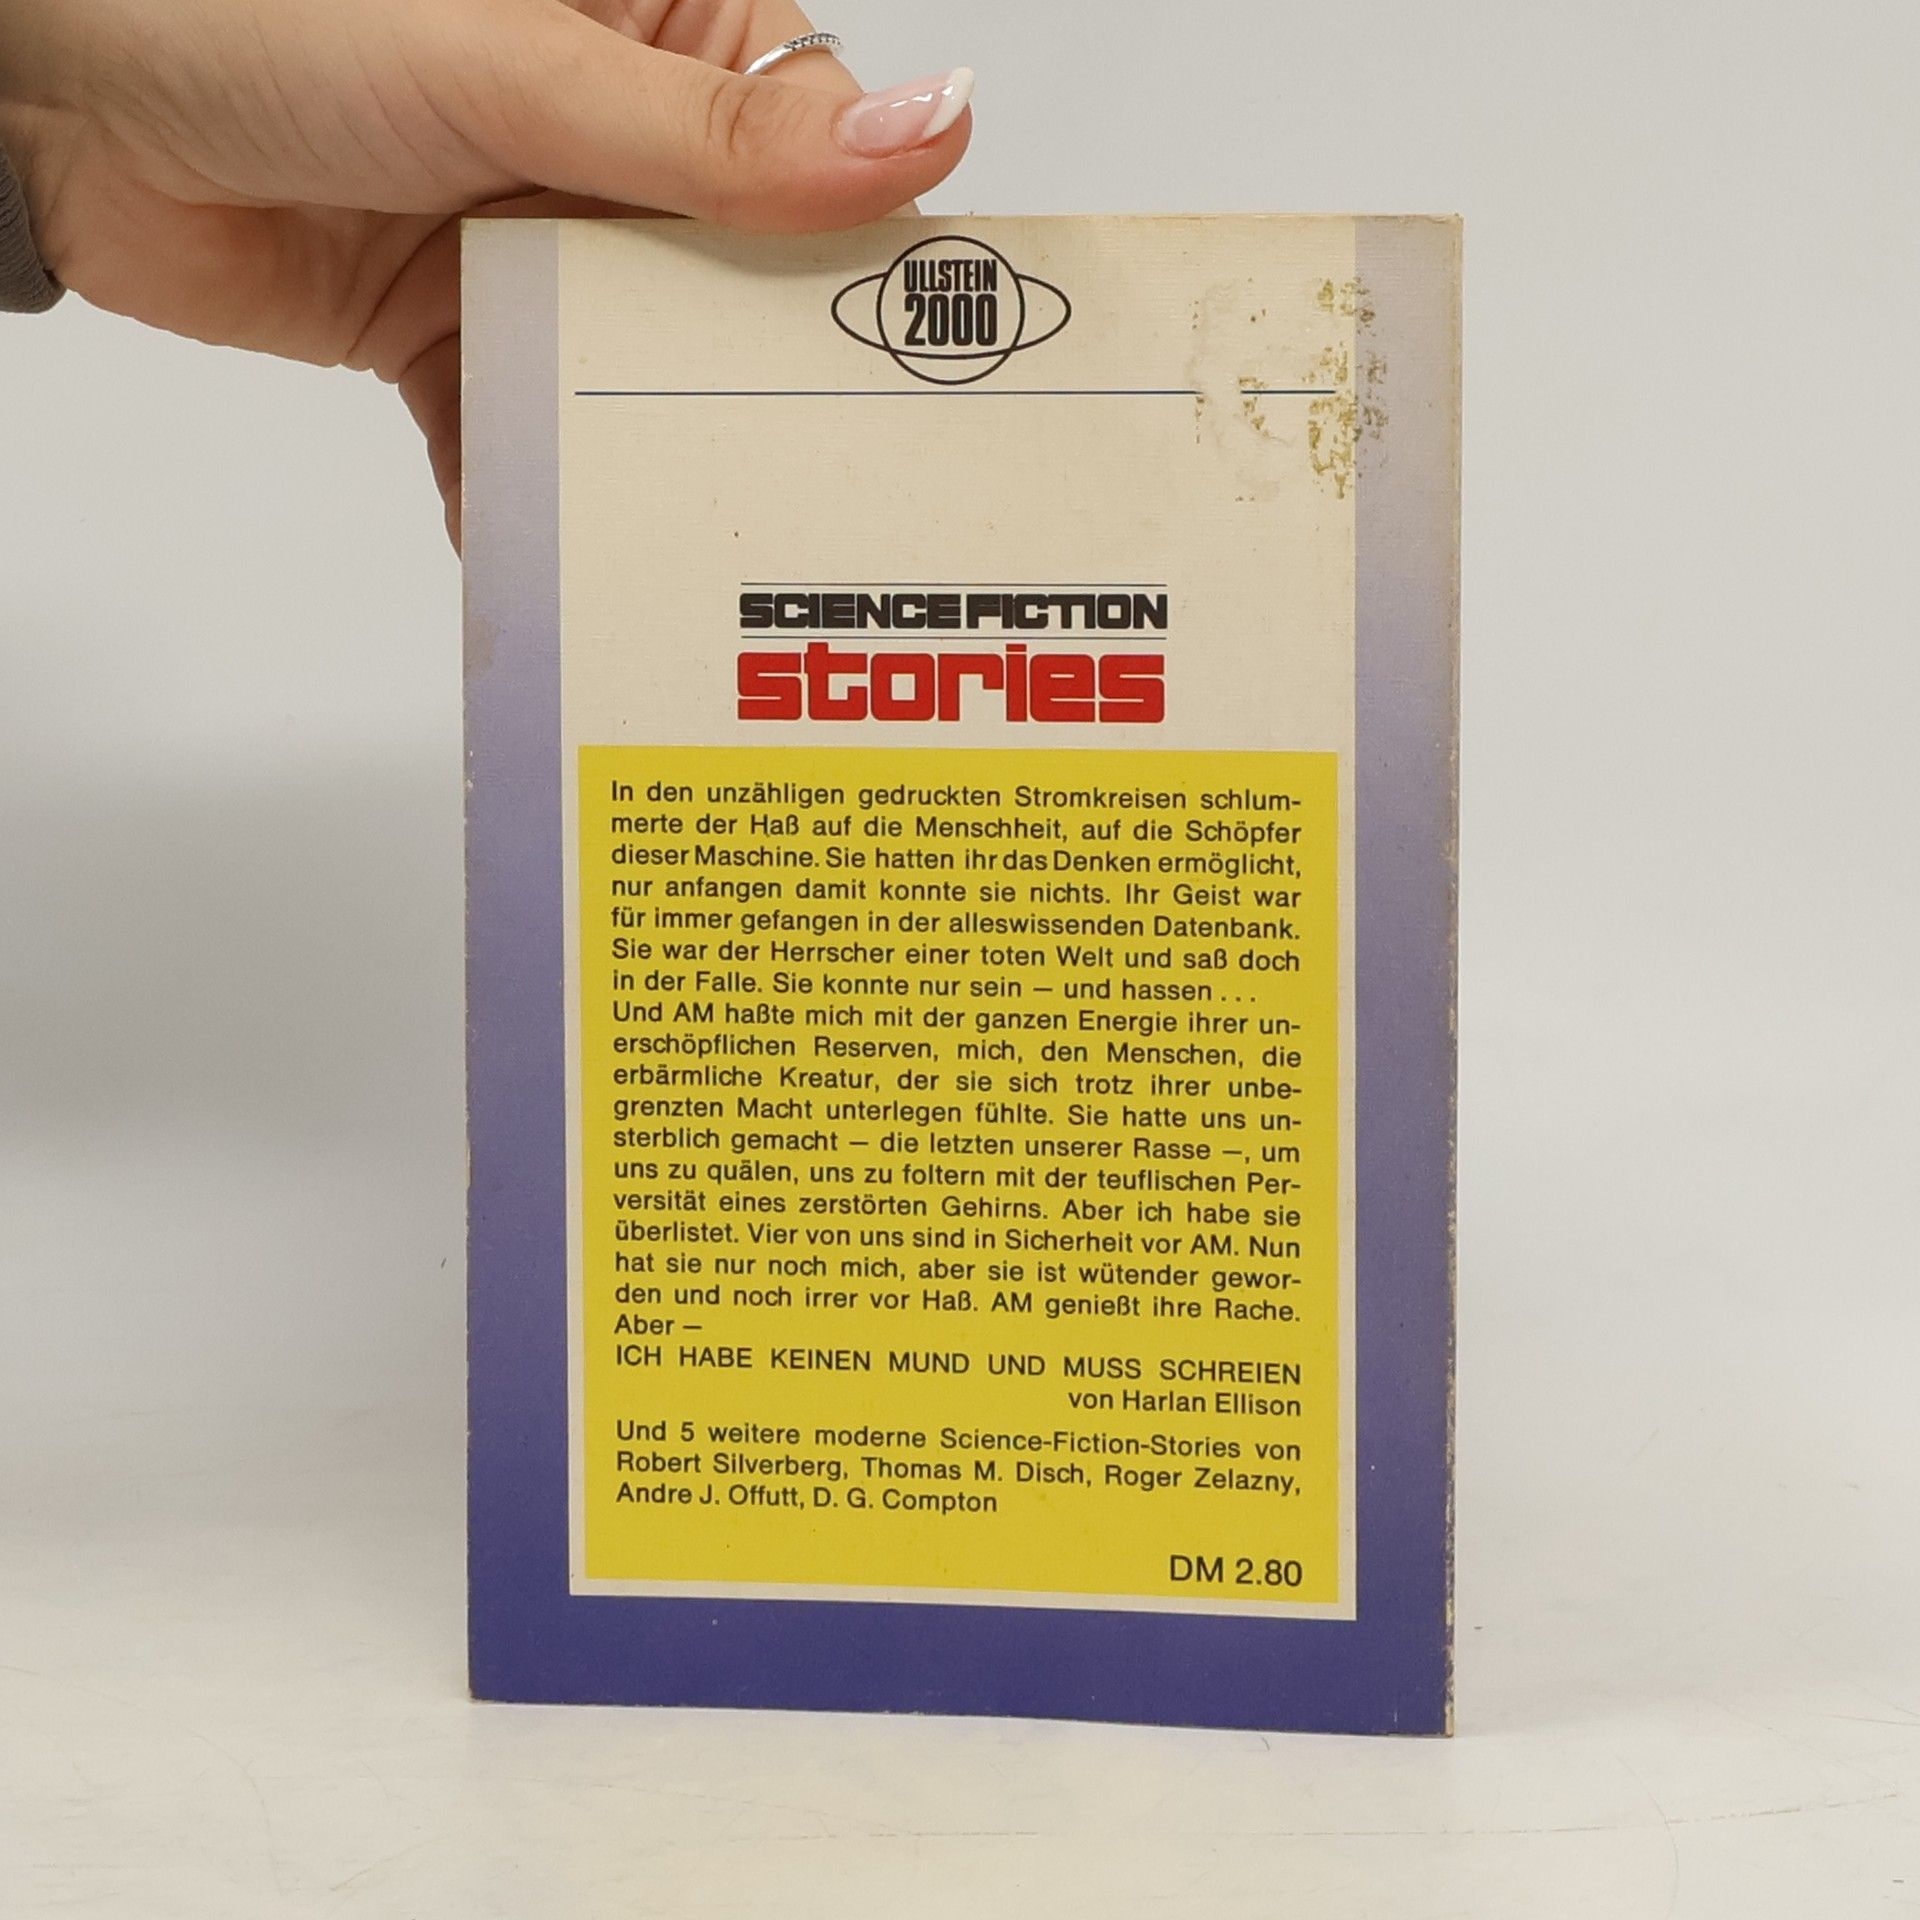 ULLSTEIN
2000
SCIENCE FICTION
stories
In den unzähligen gedruckten Stromkreisen schlum-
merte der Haß auf die Menschheit, auf die Schöpfer
dieser Maschine. Sie hatten ihr das Denken ermöglicht,
nur anfangen damit konnte sie nichts. Ihr Geist war
für immer gefangen in der alleswissenden Datenbank.
Sie war der Herrscher einer toten Welt und saß doch
in der Falle. Sie konnte nur sein — und hassen ...
Und AM haßte mich mit der ganzen Energie ihrer un-
erschöpflichen Reserven, mich, den Menschen, die
erbärmliche Kreatur, der sie sich trotz ihrer unbe-
grenzten Macht unterlegen fühlte. Sie hatte uns un-
sterblich gemacht — die letzten unserer Rasse —, um
uns zu quälen, uns zu foltern mit der teuflischen Per-
versität eines zerstörten Gehirns. Aber ich habe sie
überlistet. Vier von uns sind in Sicherheit vor AM. Nun
hat sie nur noch mich, aber sie ist wütender gewor-
den und noch irrer vor Haß. AM genießt ihre Rache.
Aber —
ICH HABE KEINEN MUND UND MUSS SCHREIEN
von Harlan Ellison
Und 5 weitere moderne Science-Fiction-Stories von
Robert Silverberg, Thomas M. Disch, Roger Zelazny,
Andre J. Offutt, D. G. Compton
DM 2.80